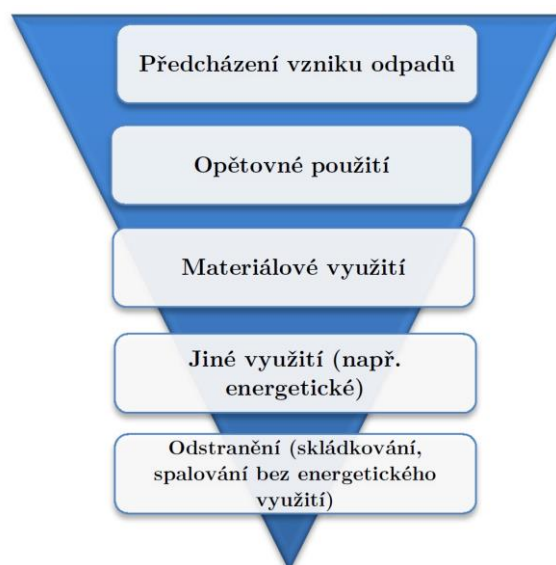 Předcházení vzniku odpadů
Opětovné použití
Materiálové využití
Jiné využití (např.
energetické)
Odstranění (skládkování,
spalování bez energetického
využití)